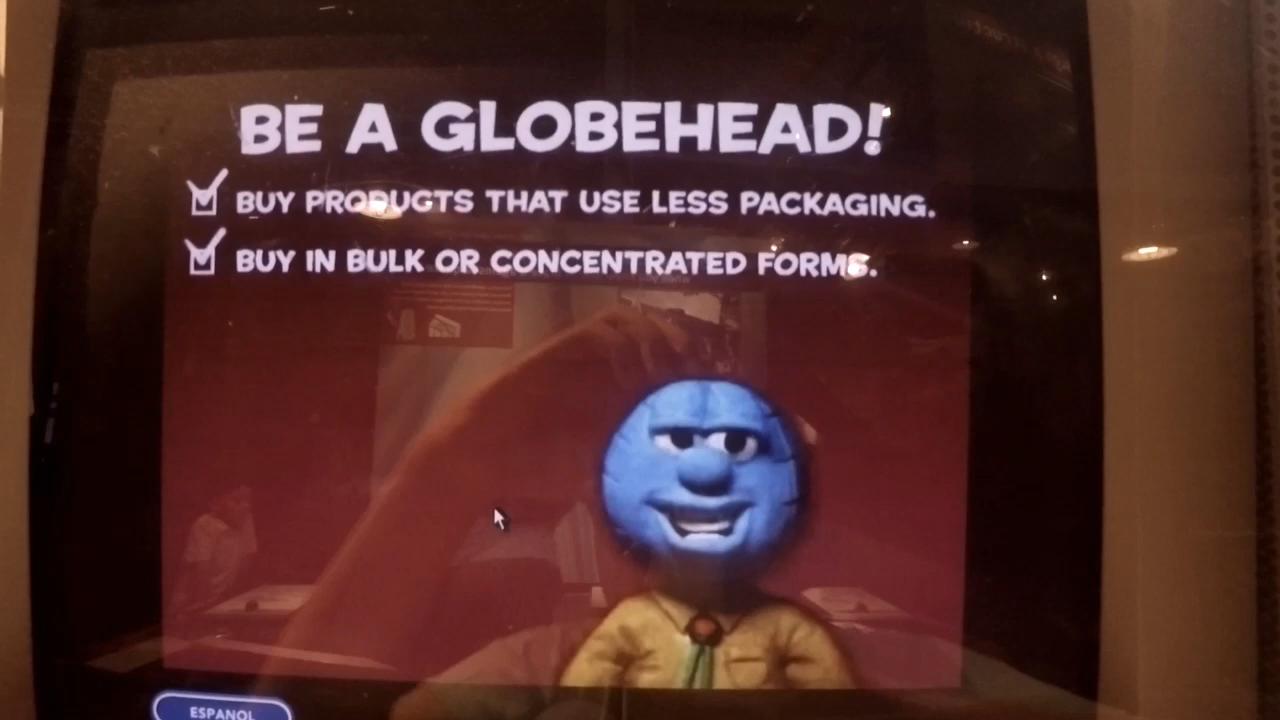 BE A GLOBEHEAD!
BUY PRODUCTS THAT USE LESS PACKAGING.
BUY IN BULK OR CONCENTRATED FORMS.
ESPANOL